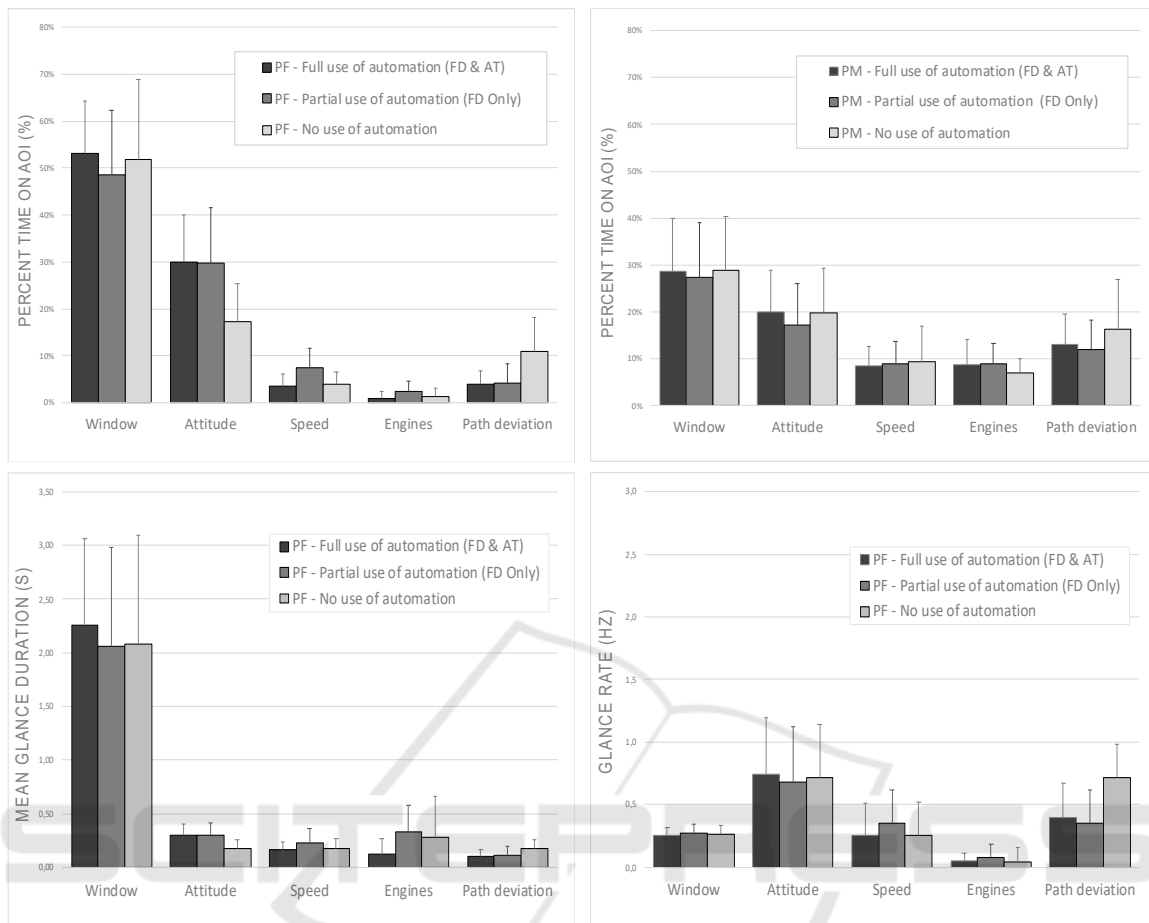 80%
70%
60%
50%
40%
30%
20%
10%
0%
PERCENT TIME ON AOI (%)
PF - Full use of automation (FD & AT)
PF - Partial use of automation (FD Only)
PF - No use of automation
Window Attitude Speed Engines Path deviation
80%
70%
60%
50%
40%
30%
20%
10%
0%
PERCENT TIME ON AOI (%)
PM - Full use of automation (FD & AT)
PM - Partial use of automation (FD Only)
PM - No use of automation
Window Attitude Speed Engines Path deviation
3,50
3,00
2,50
2,00
1,50
1,00
0,50
0,00
MEAN GLANCE DURATION (S)
PF - Full use of automation (FD & AT)
PF - Partial use of automation (FD Only)
PF - No use of automation
Window Attitude Speed Engines Path deviation
3,0
2,5
2,0
1,5
1,0
0,5
0,0
GLANCE RATE (HZ)
PF - Full use of automation (FD & AT)
PF - Partial use of automation (FD Only)
PF - No use of automation
Window Attitude Speed Engines Path deviation
SCITEPRESS